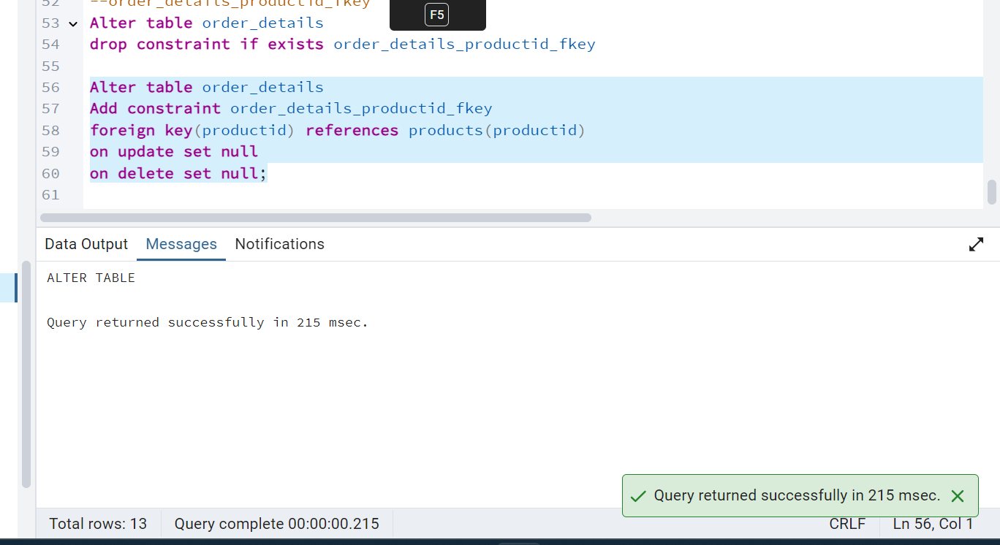 52 --order_details_productid_fkey
F5
53 Alter table order_details
54 drop constraint if exists order_details_productid_fkey
55
56 Alter table order_details
57 Add constraint order_details_productid_fkey
58 foreign key(productid) references products(productid)
59 on update set null
60 on delete set null;
61
Data Output Messages Notifications
ALTER TABLE
Query returned successfully in 215 msec.
Query returned successfully in 215 msec.
Total rows: 13 Query complete 00:00:00.215 CRLF Ln 56, Col 1